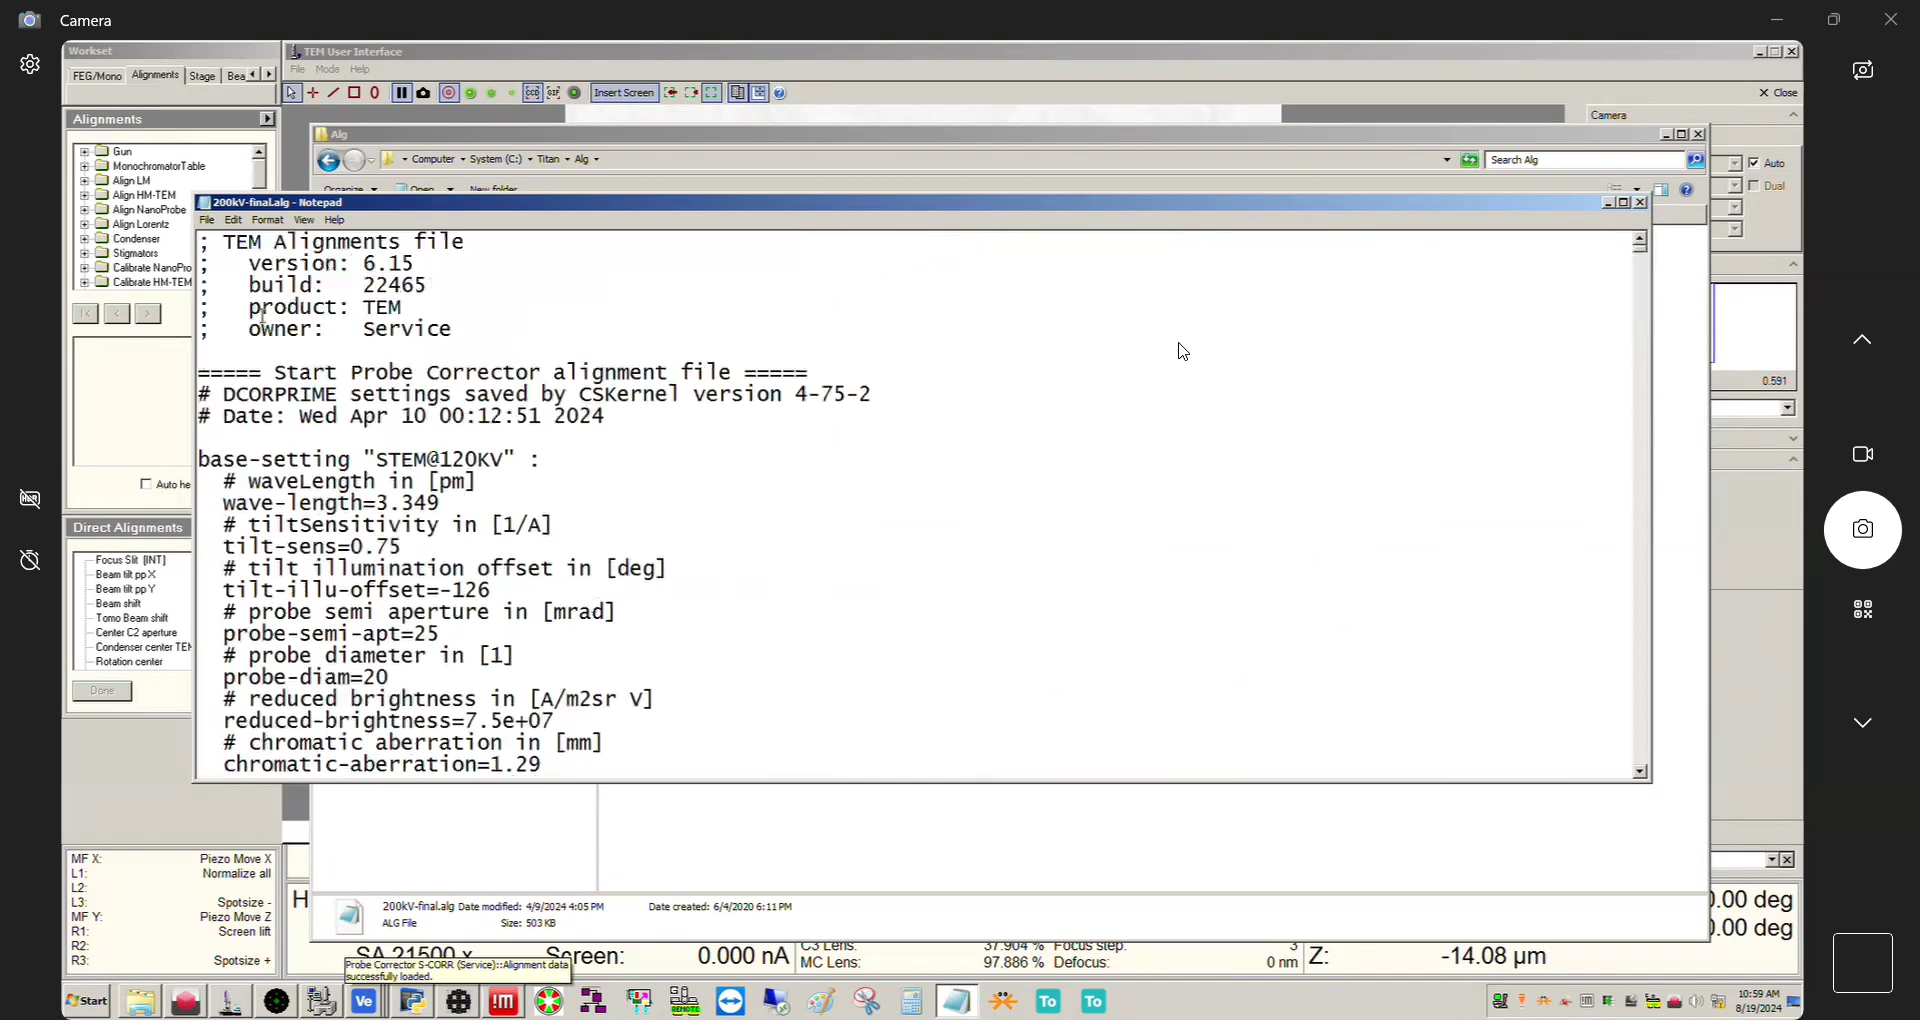 Camera
Workset
TEM User Interface
FEG/Mono
Alignments
Stage
Bea
File
Mode
Help
Insert Screen
Close
Alignments
Camera
Gun
MonochromatorTable
Align LM
Align HM-TEM
Align NanoProbe
Align Lorentz
Condenser
Stigmators
Calibrate NanoPro
Calibrate HM-TEM
Alg
Computer
System (C:)
Titan
Alg
Search Alg
Auto
Dual
Organize
Open
New folder
200kV-final.alg - Notepad
File
Edit
Format
View
Help
; TEM Alignments file
; version: 6.15
; build: 22465
; product: TEM
; owner: Service
===== Start Probe Corrector alignment file =====
# DCORPRIME settings saved by CSKernel version 4-75-2
# Date: Wed Apr 10 00:12:51 2024
base-setting "STEM@120KV" :
# waveLength in [pm]
wave-length=3.349
# tiltSensitivity in [1/A]
tilt-sens=0.75
# tilt illumination offset in [deg]
tilt-illu-offset=-126
# probe semi aperture in [mrad]
probe-semi-apt=25
# probe diameter in [1]
probe-diam=20
# reduced brightness in [A/m2sr V]
reduced-brightness=7.5e+07
# chromatic aberration in [mm]
chromatic-aberration=1.29
0.591
Auto he
Direct Alignments
Focus Slit [INT]
Beam tilt pp X
Beam tilt pp Y
Beam shift
Tomo Beam shift
Center C2 aperture
Condenser center TEM
Rotation center
Done
MF X: Piezo Move X
L1: Normalize all
L2:
L3: Spotsize -
MF Y: Piezo Move Z
R1: Screen lift
R2:
R3: Spotsize +
H
200kV-final.alg Date modified: 4/9/2024 4:05 PM
Date created: 6/4/2020 6:11 PM
ALG File
Size: 503 KB
SA 21500 x
Screen:
0.000 nA
C3 Lens: 37.904 %
MC Lens: 97.886 %
Focus step: 3
Defocus: 0 nm
Z: -14.08 µm
0.00 deg
0.00 deg
Probe Corrector S-CORR (Service)::Alignment data
successfully loaded.
Start
Ve
!m
REMOTE
To
To
10:59 AM
8/19/2024